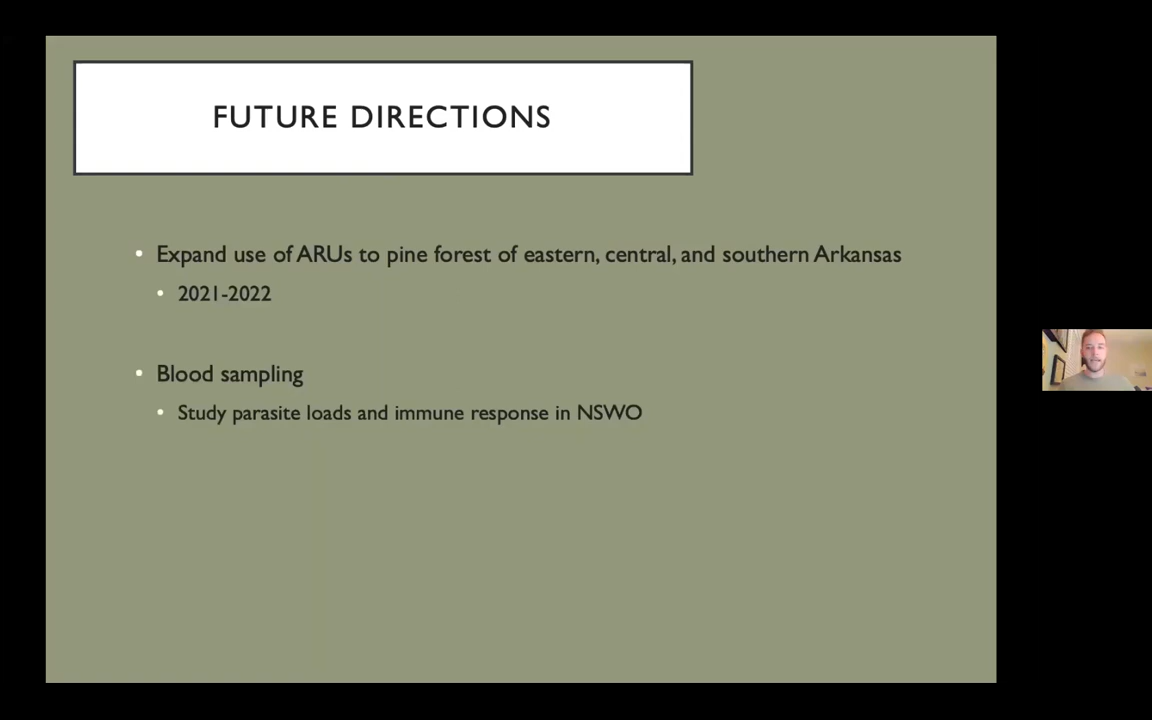 FUTURE DIRECTIONS
• Expand use of ARUs to pine forest of eastern, central, and southern Arkansas
• 2021-2022
• Blood sampling
• Study parasite loads and immune response in NSWO